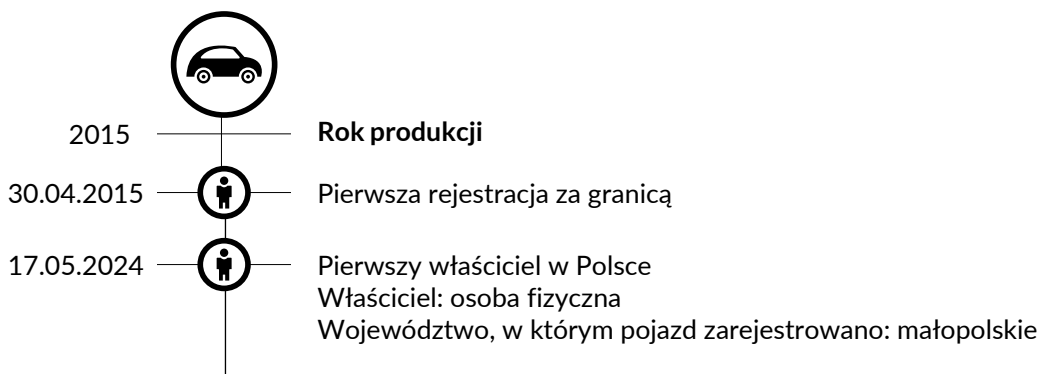 2015 Rok produkcji
30.04.2015 Pierwsza rejestracja za granicą
17.05.2024 Pierwszy właściciel w Polsce
Właściciel: osoba fizyczna
Województwo, w którym pojazd zarejestrowano: małopolskie